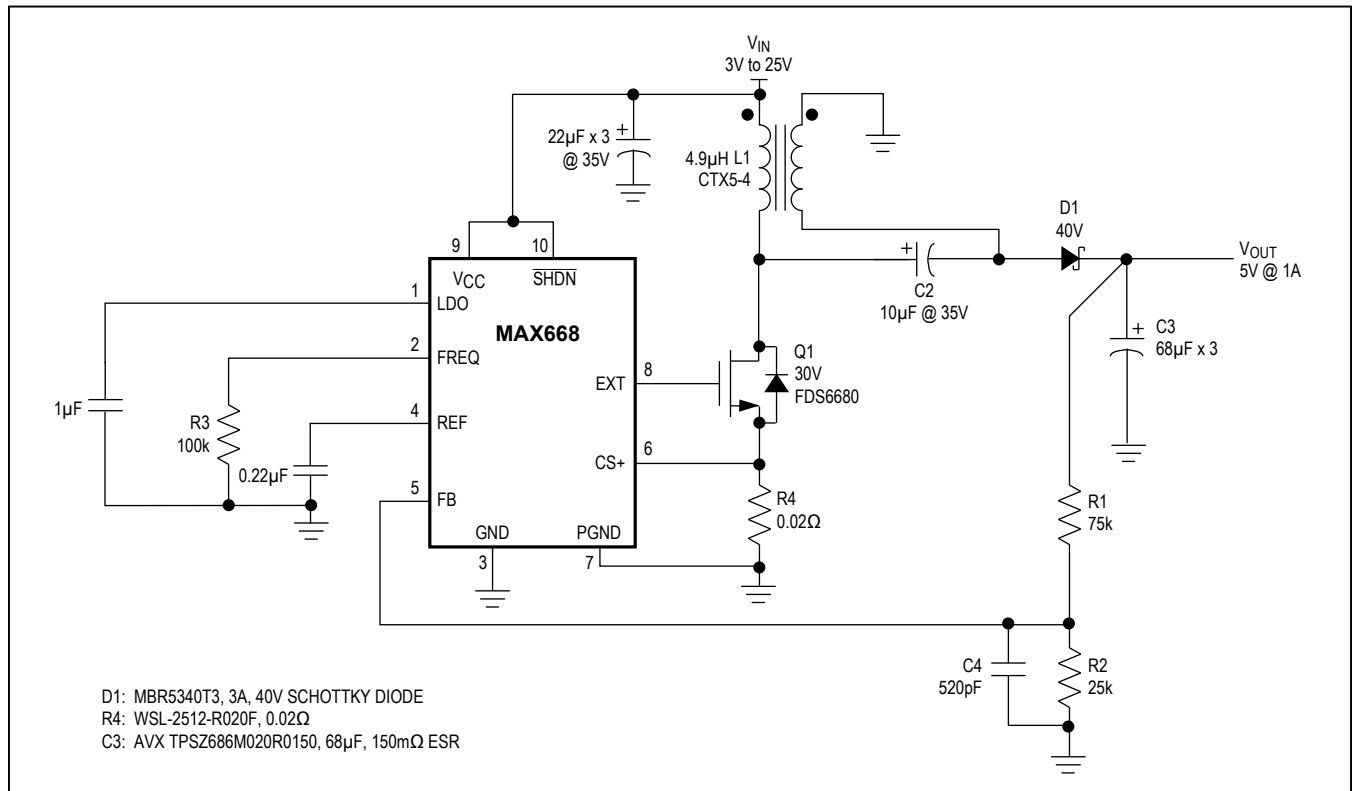 VIN
3V to 25V
22µF x 3
@ 35V
4.9µH L1
CTX5-4
D1
40V
VOUT
5V @ 1A
9
10
VCC
SHDN
1
LDO
MAX668
C2
10µF @ 35V
C3
68µF x 3
2
FREQ
8
EXT
Q1
30V
FDS6680
1µF
R3
100k
4
REF
0.22µF
6
CS+
5
FB
R4
0.02Ω
R1
75k
GND
PGND
3
7
C4
520pF
R2
25k
D1: MBR5340T3, 3A, 40V SCHOTTKY DIODE
R4: WSL-2512-R020F, 0.02Ω
C3: AVX TPSZ686M020R0150, 68µF, 150mΩ ESR